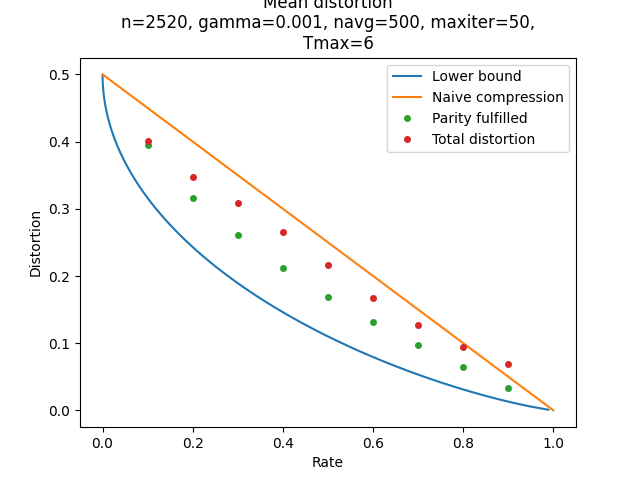 Mean distortion
n=2520, gamma=0.001, navg=500, maxiter=50,
Tmax=6
Lower bound
Naive compression
Parity fulfilled
Total distortion
Distortion
0.5
0.4
0.3
0.2
0.1
0.0
0.0 0.2 0.4 0.6 0.8 1.0
Rate